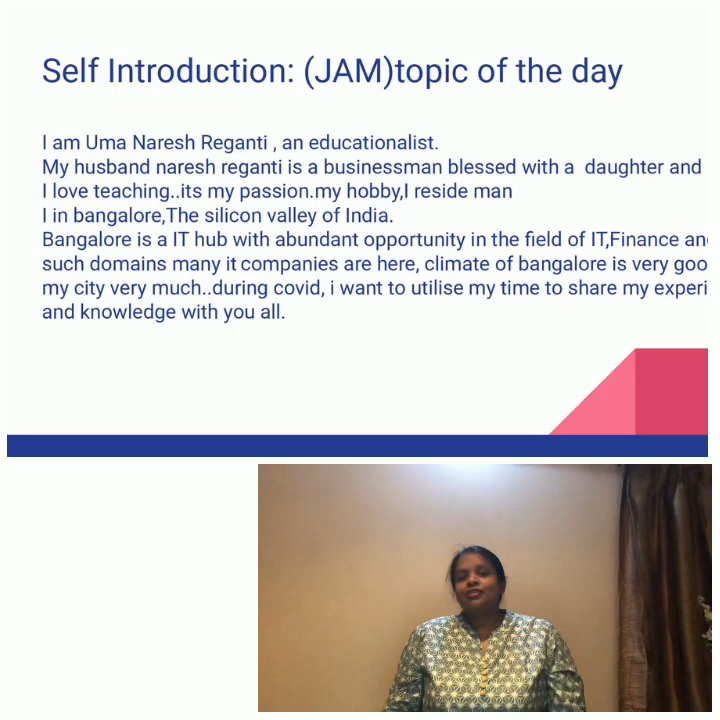 Self Introduction: (JAM)topic of the day
I am Uma Naresh Reganti , an educationalist.
My husband naresh reganti is a businessman blessed with a daughter and
I love teaching..its my passion.my hobby,I reside man
I in bangalore,The silicon valley of India.
Bangalore is a IT hub with abundant opportunity in the field of IT,Finance
such domains many it companies are here, climate of bangalore is very
my city very much..during covid, i want to utilise my time to share my
and knowledge with you all.